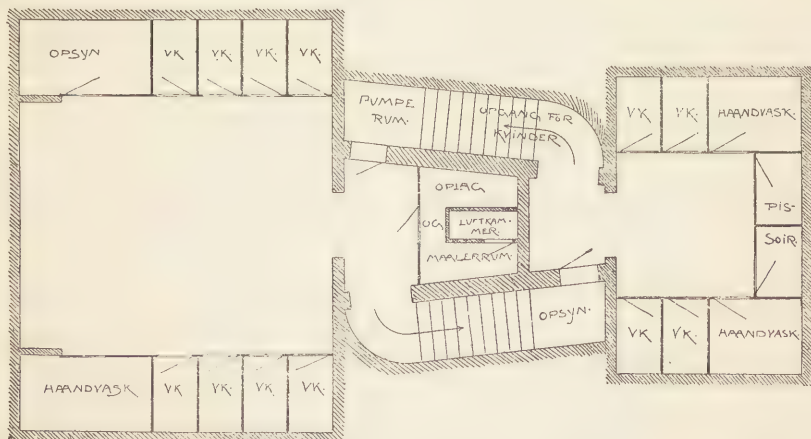 OPSYN
VK
VK.
VK.
VK.
PUMPE
RUM.
OPGANG FOR
KVINDER
VK
VK.
HAANDVASK.
OPLAG
OG
LUFTKAM-
MER.
MAALERRUM.
PIS-
SOIR.
OPSYN.
VK
VK.
HAANDVASK
HAANDVASK
VK
VK.
VK.
VK.